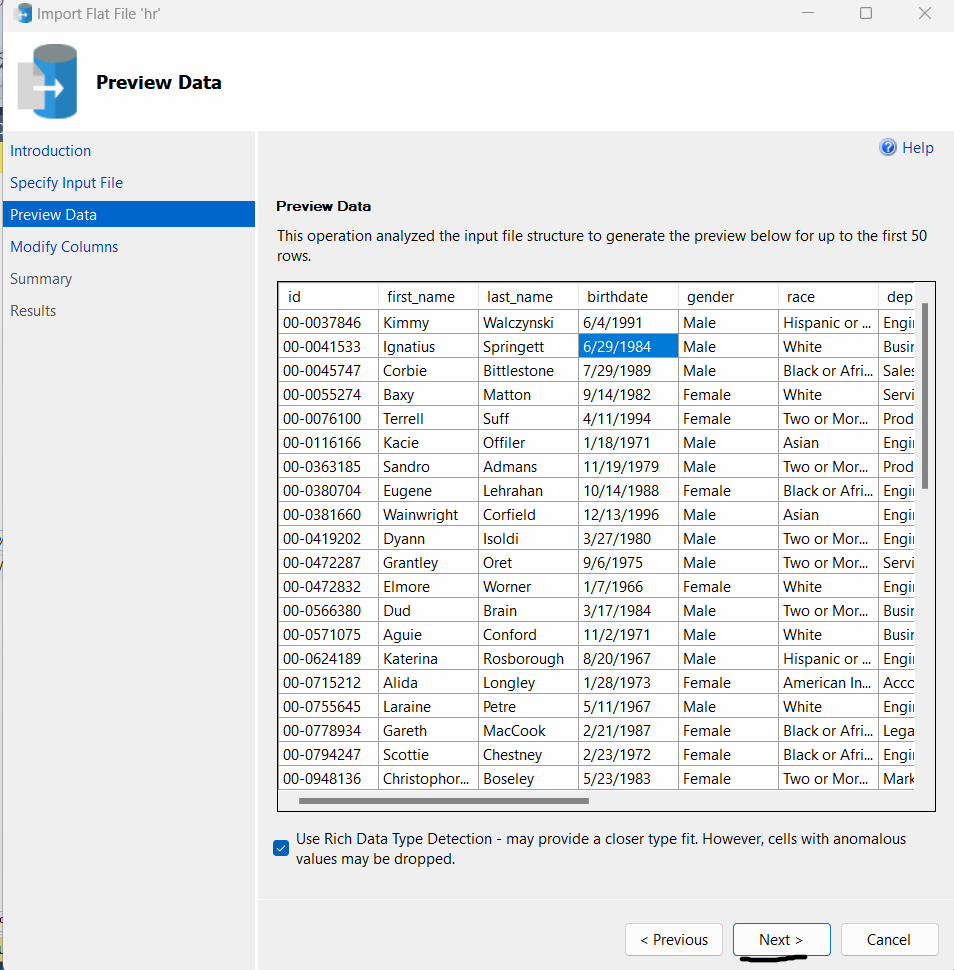 Import Flat File 'hr'
Preview Data
Introduction
Specify Input File
Preview Data
Modify Columns
Summary
Results
Help
Preview Data
This operation analyzed the input file structure to generate the preview below for up to the first 50
rows.
id first_name last_name birthdate gender race dep
00-0037846 Kimmy Walczynski 6/4/1991 Male Hispanic or ... Engi
00-0041533 Ignatius Springett 6/29/1984 Male White Busin
00-0045747 Corbie Bittlestone 7/29/1989 Male Black or Afri... Sales
00-0055274 Baxy Matton 9/14/1982 Female White Servi
00-0076100 Terrell Suff 4/11/1994 Female Two or Mor... Prod
00-0116166 Kacie Offiler 1/18/1971 Male Asian Engi
00-0363185 Sandro Admans 11/19/1979 Male Two or Mor... Prod
00-0380704 Eugene Lehrahan 10/14/1988 Female Black or Afri... Engi
00-0381660 Wainwright Corfield 12/13/1996 Male Asian Engi
00-0419202 Dyann Isoldi 3/27/1980 Male Two or Mor... Engi
00-0472287 Grantley Oret 9/6/1975 Male Two or Mor... Servi
00-0472832 Elmore Worner 1/7/1966 Female White Engi
00-0566380 Dud Brain 3/17/1984 Male Two or Mor... Busin
00-0571075 Aguie Conford 11/2/1971 Male White Busin
00-0624189 Katerina Rosborough 8/20/1967 Male Hispanic or ... Engi
00-0715212 Alida Longley 1/28/1973 Female American In... Acco
00-0755645 Laraine Petre 5/11/1967 Male White Engi
00-0778934 Gareth MacCook 2/21/1987 Female Black or Afri... Lega
00-0794247 Scottie Chestney 2/23/1972 Female Black or Afri... Engi
00-0948136 Christophor... Boseley 5/23/1983 Female Two or Mor... Mark
Use Rich Data Type Detection - may provide a closer type fit. However, cells with anomalous
values may be dropped.
< Previous Next > Cancel